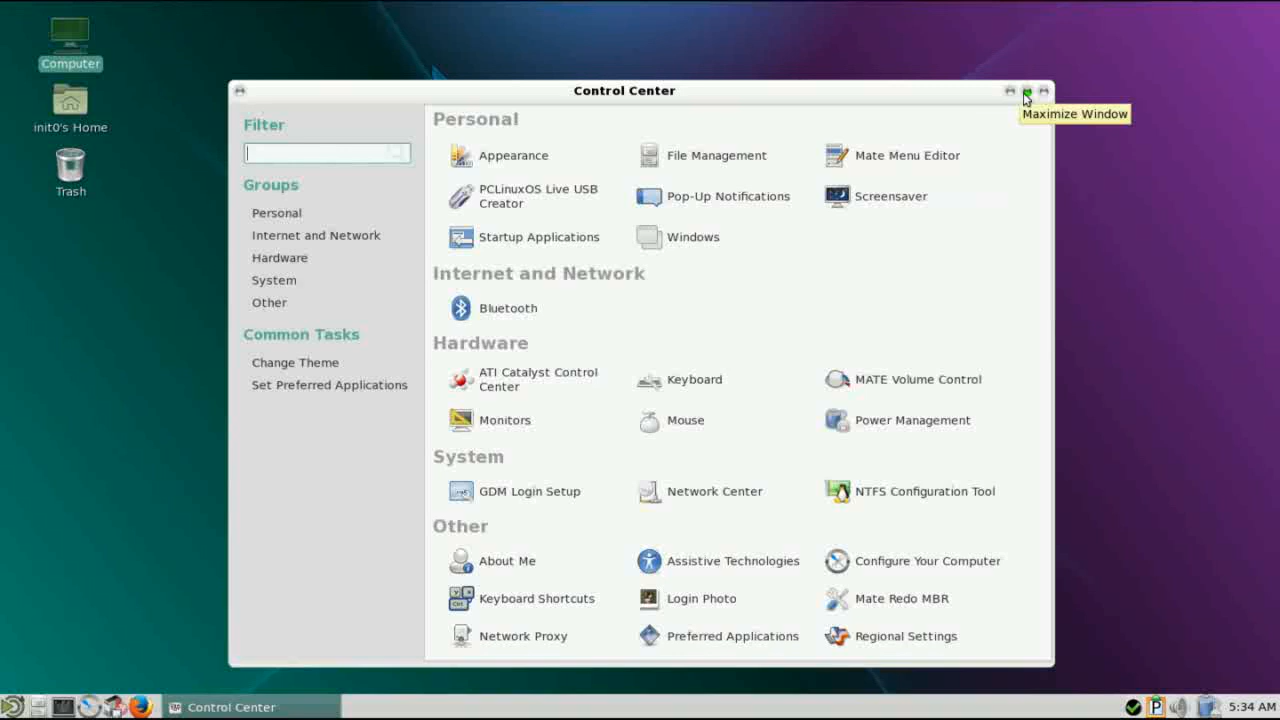 Computer
init0's Home
Trash
Control Center
Maximize Window
Filter
Groups
Personal
Internet and Network
Hardware
System
Other
Common Tasks
Change Theme
Set Preferred Applications
Personal
Appearance
File Management
Mate Menu Editor
PCLinuxOS Live USB
Creator
Pop-Up Notifications
Screensaver
Startup Applications
Windows
Internet and Network
Bluetooth
Hardware
ATI Catalyst Control
Center
Keyboard
MATE Volume Control
Monitors
Mouse
Power Management
System
GDM Login Setup
Network Center
NTFS Configuration Tool
Other
About Me
Assistive Technologies
Configure Your Computer
Keyboard Shortcuts
Login Photo
Mate Redo MBR
Network Proxy
Preferred Applications
Regional Settings
Control Center
P
5:34 AM